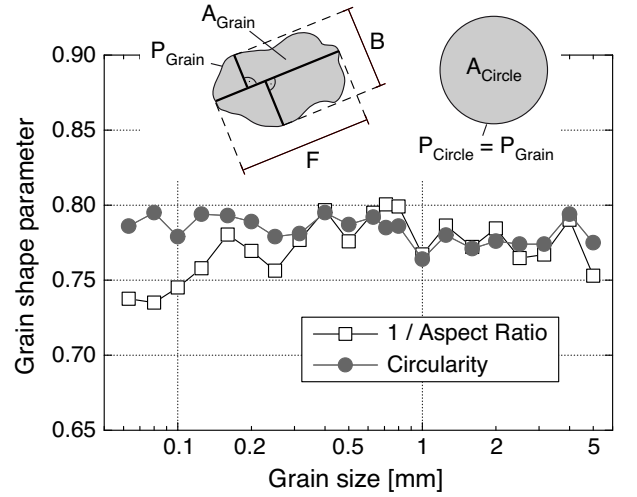 A_Grain
P_Grain
B
F
A_Circle
P_Circle = P_Grain
Grain shape parameter
0.90
0.85
0.80
0.75
0.70
0.65
1 / Aspect Ratio
Circularity
0.1 0.2 0.5 1 2 5
Grain size [mm]